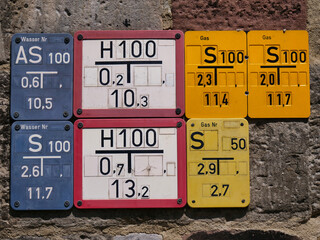 Wasser Nr
AS 100
0,6 ,
10,5
H100
0,2 ,
10,3
Gas
S 100
2,3 ,
11,4
Gas
S 100
2,0 ,
11,7
Wasser Nr
S 100
2,6 ,
11,7
H100
0,7 ,
13,2
Gas Nr
S 50
2,9 ,
2,7